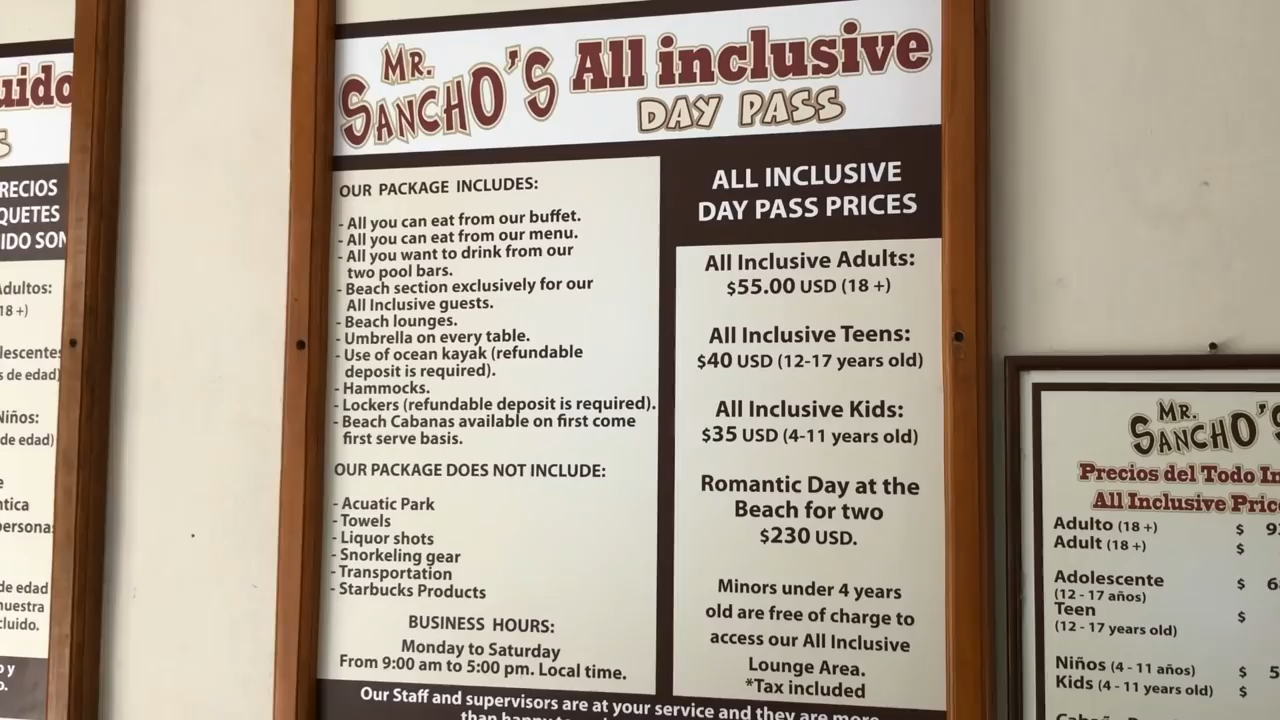 uido
RECIOS
QUETES
IDO SON
Adultos:
18 +)
lescentes
s de edad)
Niños:
de edad)
ntica
persona
de edad
nuestra
cluido.
MR.
SANCHO'S All inclusive
DAY PASS
OUR PACKAGE INCLUDES:
- All you can eat from our buffet.
- All you can eat from our menu.
- All you want to drink from our
two pool bars.
- Beach section exclusively for our
All Inclusive guests.
- Beach lounges.
- Umbrella on every table.
- Use of ocean kayak (refundable
deposit is required).
- Hammocks.
- Lockers (refundable deposit is required).
- Beach Cabanas available on first come
first serve basis.
OUR PACKAGE DOES NOT INCLUDE:
- Acuatic Park
- Towels
- Liquor shots
- Snorkeling gear
- Transportation
- Starbucks Products
BUSINESS HOURS:
Monday to Saturday
From 9:00 am to 5:00 pm. Local time.
ALL INCLUSIVE
DAY PASS PRICES
All Inclusive Adults:
$55.00 USD (18 +)
All Inclusive Teens:
$40 USD (12-17 years old)
All Inclusive Kids:
$35 USD (4-11 years old)
Romantic Day at the
Beach for two
$230 USD.
Minors under 4 years
old are free of charge to
access our All Inclusive
Lounge Area.
*Tax included
Our Staff and supervisors are at your service and they are more
MR.
SANCHO'S
Precios del Todo In
All Inclusive Price
Adulto (18 +) $ 9
Adult (18 +) $
Adolescente $ 6
(12 - 17 años)
Teen $
(12 - 17 years old)
Niños (4 - 11 años) $ 5
Kids (4 - 11 years old) $